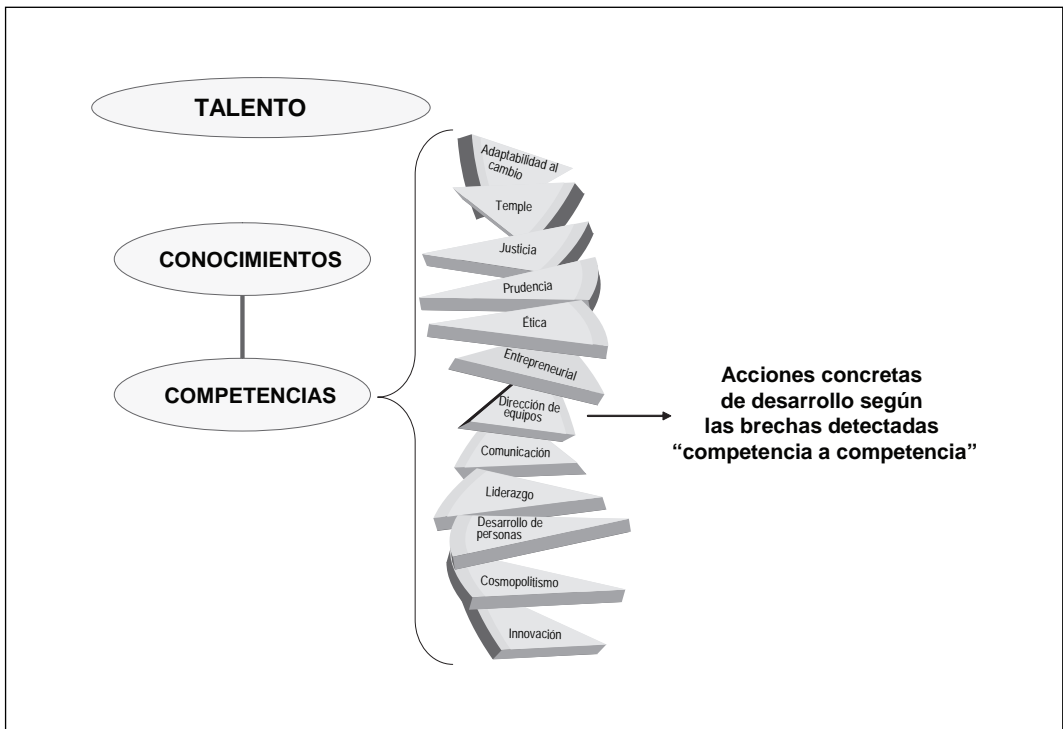 TALENTO
CONOCIMIENTOS
COMPETENCIAS
Adaptabilidad al
cambio
Temple
Justicia
Prudencia
Ética
Entrepreneurial
Dirección de
equipos
Comunicación
Liderazgo
Desarrollo de
personas
Cosmopolitismo
Innovación
Acciones concretas
de desarrollo según
las brechas detectadas
“competencia a competencia”